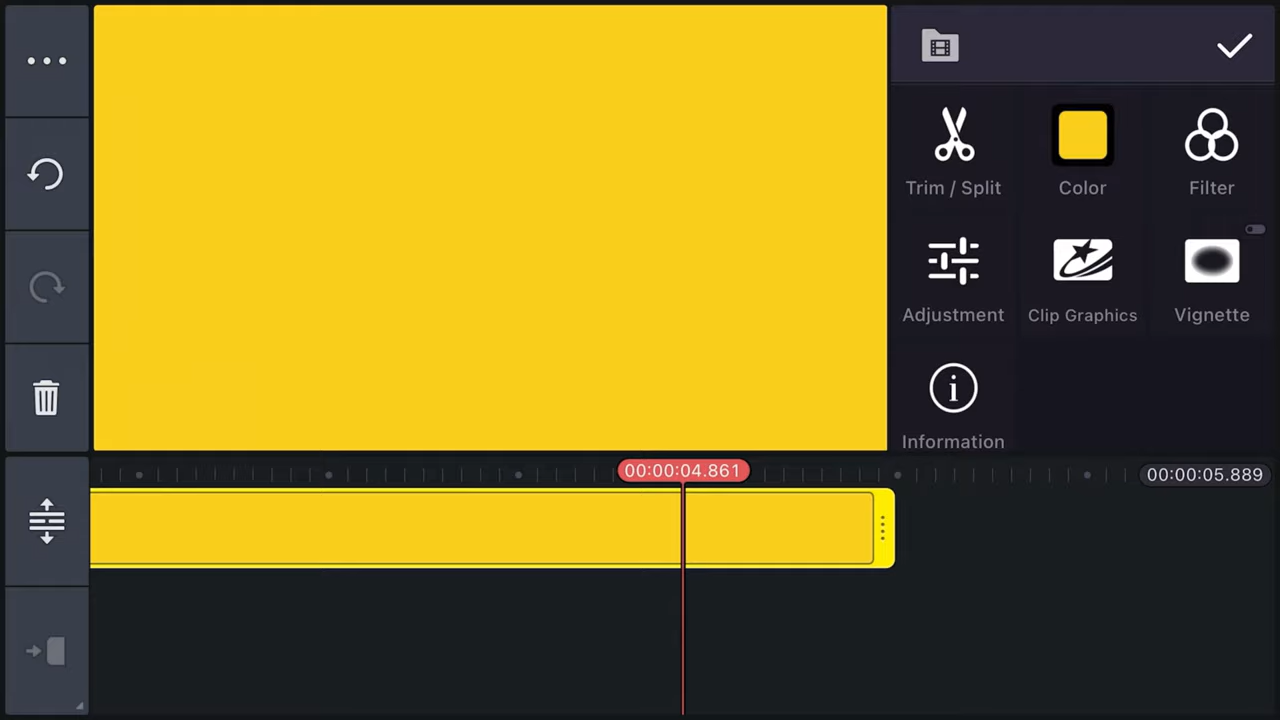 Trim / Split
Color
Filter
Adjustment
Clip Graphics
Vignette
Information
00:00:04.861
00:00:05.889